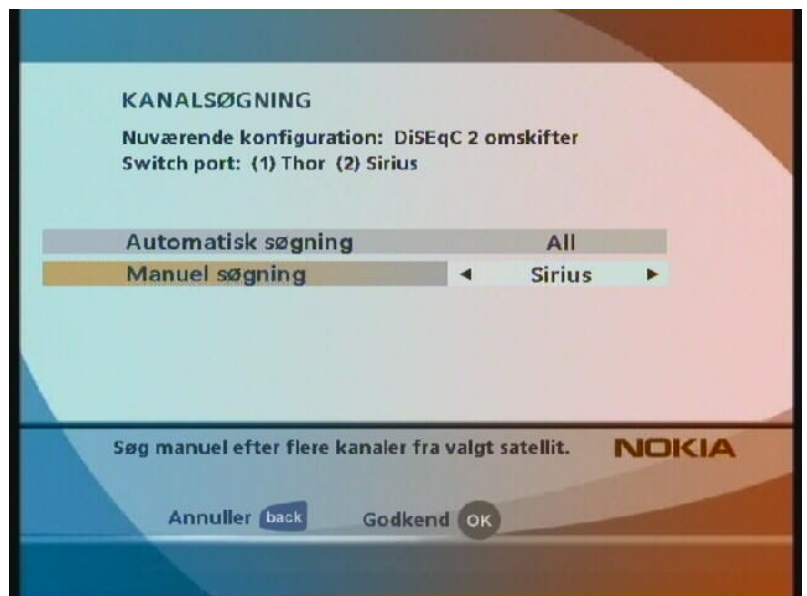 KANALSØGNING
Nuværende konfiguration: DiSEqC 2 omskifter
Switch port: (1) Thor (2) Sirius
Automatisk søgning All
Manuel søgning Sirius
Søg manuel efter flere kanaler fra valgt satellit. NOKIA
Annuller back Godkend OK